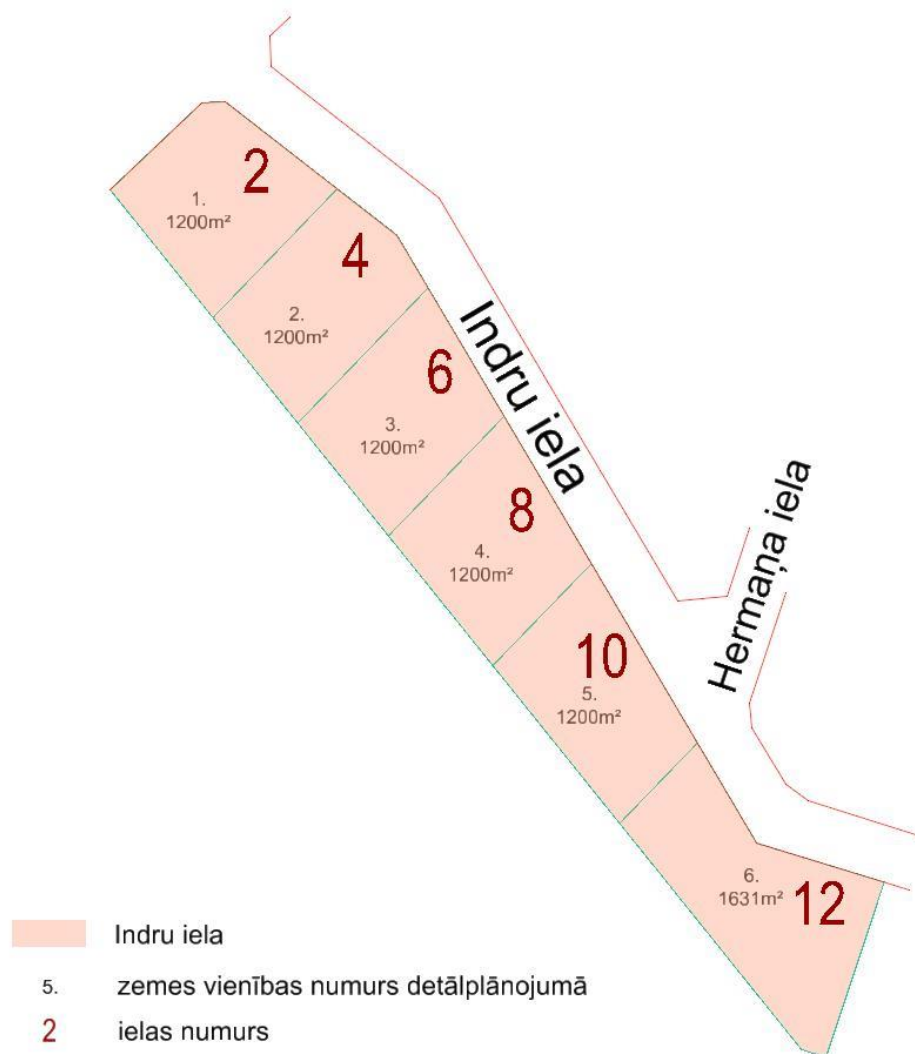 2
1.
1200m²
4
2.
1200m²
Indru iela
6
3.
1200m²
8
4.
1200m²
Hermaņa iela
10
5.
1200m²
6.
1631m²
12
Indru iela
5. zemes vienības numurs detālplānojumā
2 ielas numurs